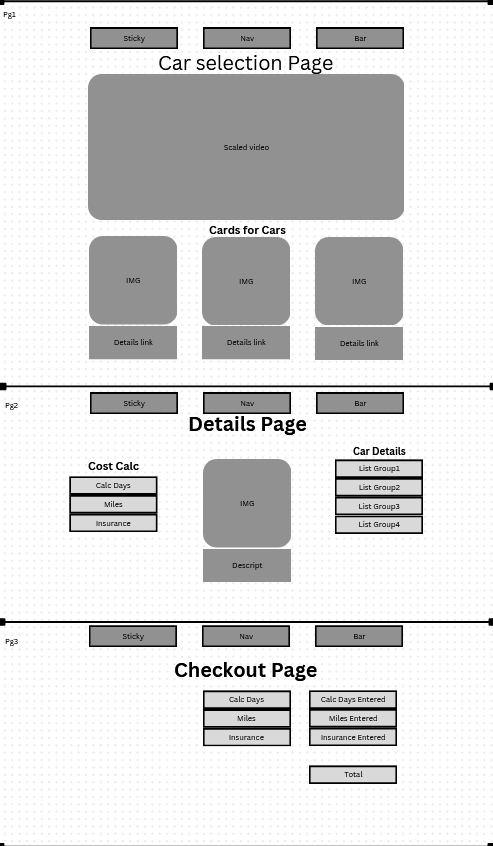 Pg1
Sticky Nav Bar
Car selection Page
Scaled video
Cards for Cars
IMG IMG IMG
Details link Details link Details link
Pg2
Sticky Nav Bar
Details Page
Cost Calc
Calc Days
Miles
Insurance
IMG
Descript
Car Details
List Group1
List Group2
List Group3
List Group4
Pg3
Sticky Nav Bar
Checkout Page
Calc Days Calc Days Entered
Miles Miles Entered
Insurance Insurance Entered
Total